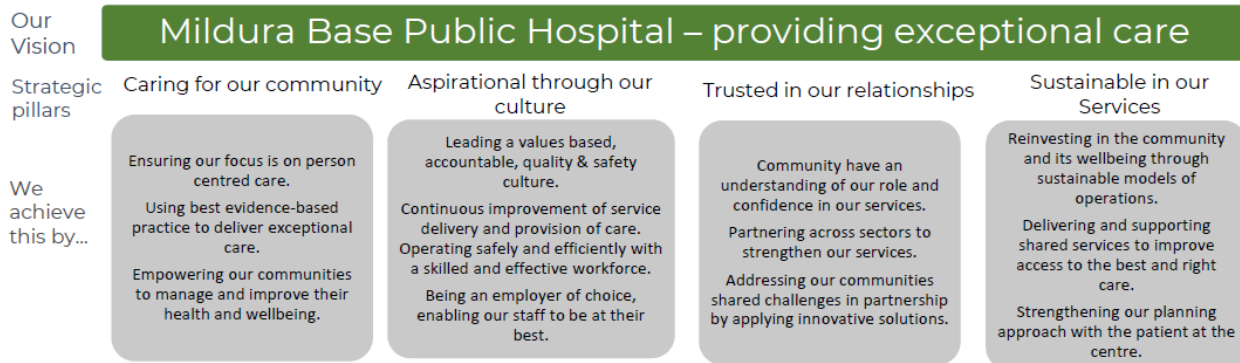 Our
Vision
Mildura Base Public Hospital – providing exceptional care
Strategic
pillars
Caring for our community
Aspirational through our
culture
Trusted in our relationships
Sustainable in our
Services
We
achieve
this by...
Ensuring our focus is on person
centred care.
Using best evidence-based
practice to deliver exceptional
care.
Empowering our communities
to manage and improve their
health and wellbeing.
Leading a values based,
accountable, quality & safety
culture.
Continuous improvement of service
delivery and provision of care.
Operating safely and efficiently with
a skilled and effective workforce.
Being an employer of choice,
enabling our staff to be at their
best.
Community have an
understanding of our role and
confidence in our services.
Partnering across sectors to
strengthen our services.
Addressing our communities
shared challenges in partnership
by applying innovative solutions.
Reinvesting in the community
and its wellbeing through
sustainable models of
operations.
Delivering and supporting
shared services to improve
access to the best and right
care.
Strengthening our planning
approach with the patient at the
centre.